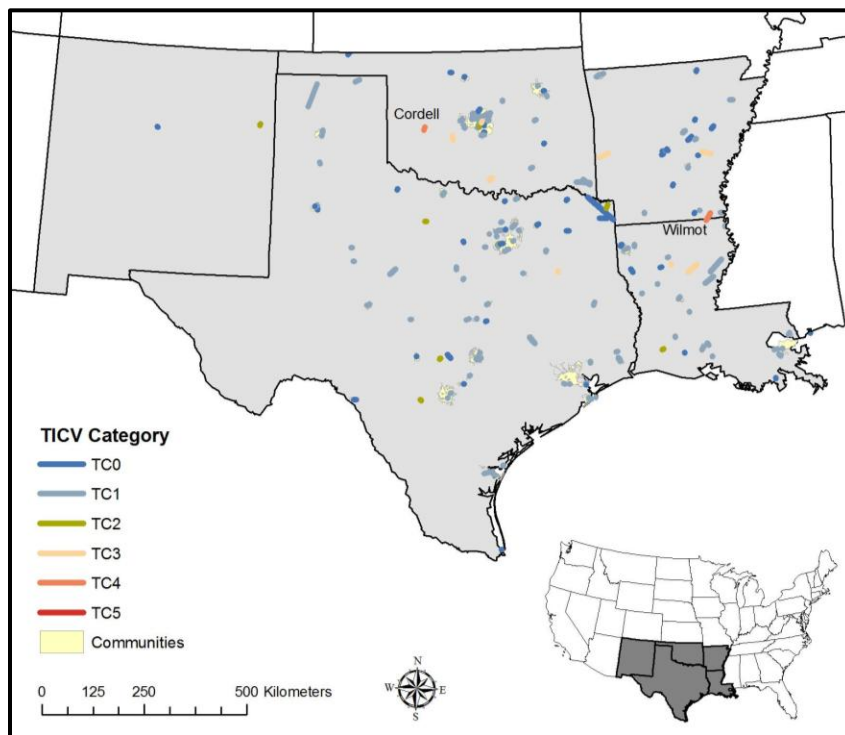 Cordell
Wilmot
TICV Category
TC0
TC1
TC2
TC3
TC4
TC5
Communities
0 125 250 500 Kilometers
N
W E
S